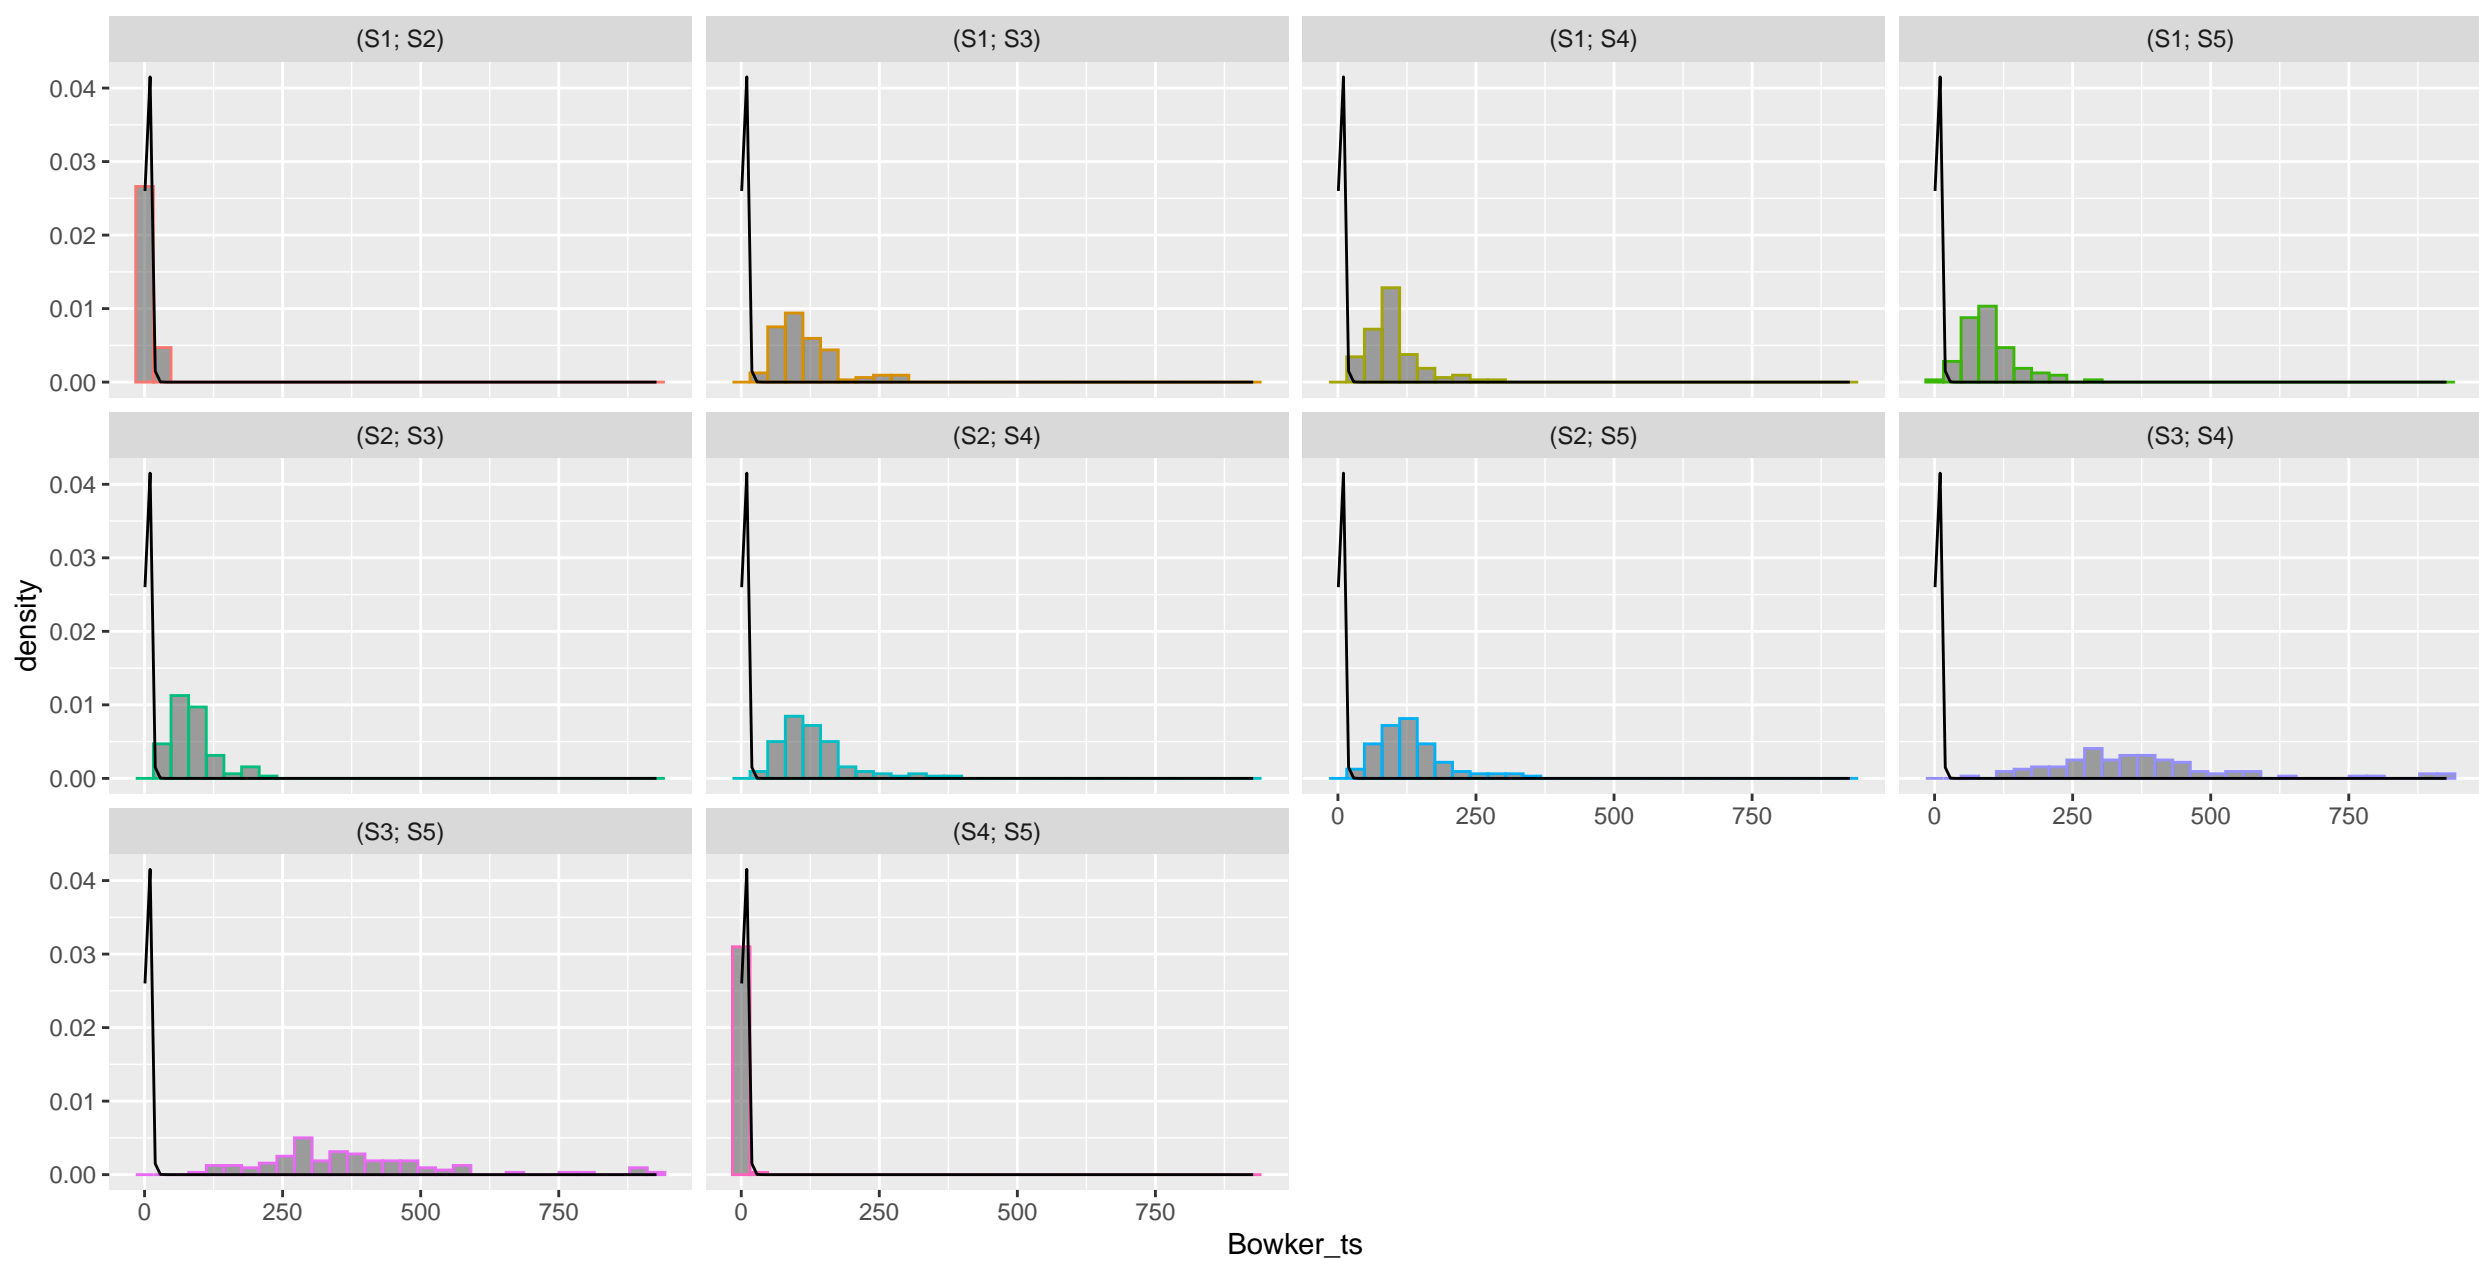 (S1; S2) (S1; S3) (S1; S4) (S1; S5)
0.04
0.03
0.02
0.01
0.00
(S2; S3) (S2; S4) (S2; S5) (S3; S4)
0.04
0.03
0.02
0.01
0.00
density
0 250 500 750 0 250 500 750
(S3; S5) (S4; S5)
0.04
0.03
0.02
0.01
0.00
0 250 500 750 0 250 500 750
Bowker_ts